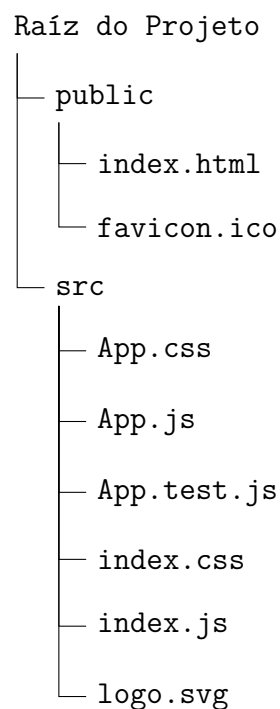 Raíz do Projeto
public
index.html
favicon.ico
src
App.css
App.js
App.test.js
index.css
index.js
logo.svg